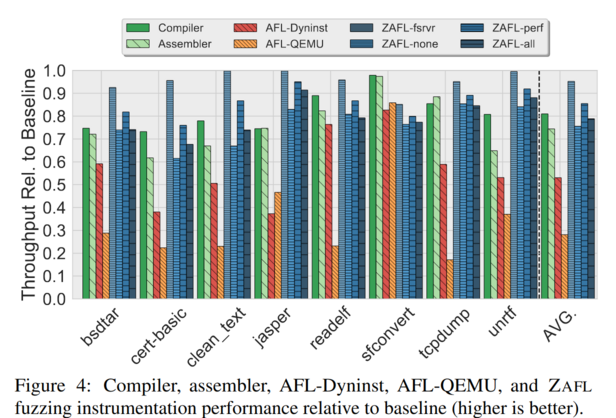 Compiler
Assembler
AFL-Dyninst
AFL-QEMU
ZAFL-fsrvr
ZAFL-none
ZAFL-perf
ZAFL-all
Throughput Rel. to Baseline
1.0
0.9
0.8
0.7
0.6
0.5
0.4
0.3
0.2
0.1
0.0
bsdtar
cert-basic
clean_text
jasper
readelf
sfconvert
tcpdump
unrtf
AVG.
Figure 4: Compiler, assembler, AFL-Dyninst, AFL-QEMU, and ZAFL
fuzzing instrumentation performance relative to baseline (higher is better).